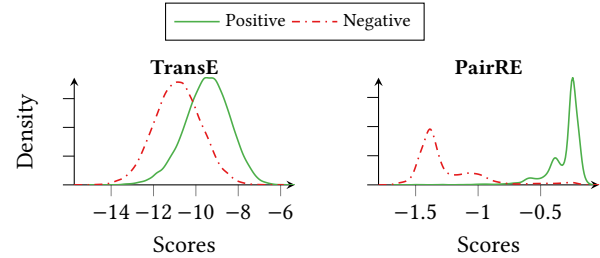 Positive Negative
TransE
PairRE
Density
−14 −12 −10 −8 −6
−1.5 −1 −0.5
Scores
Scores